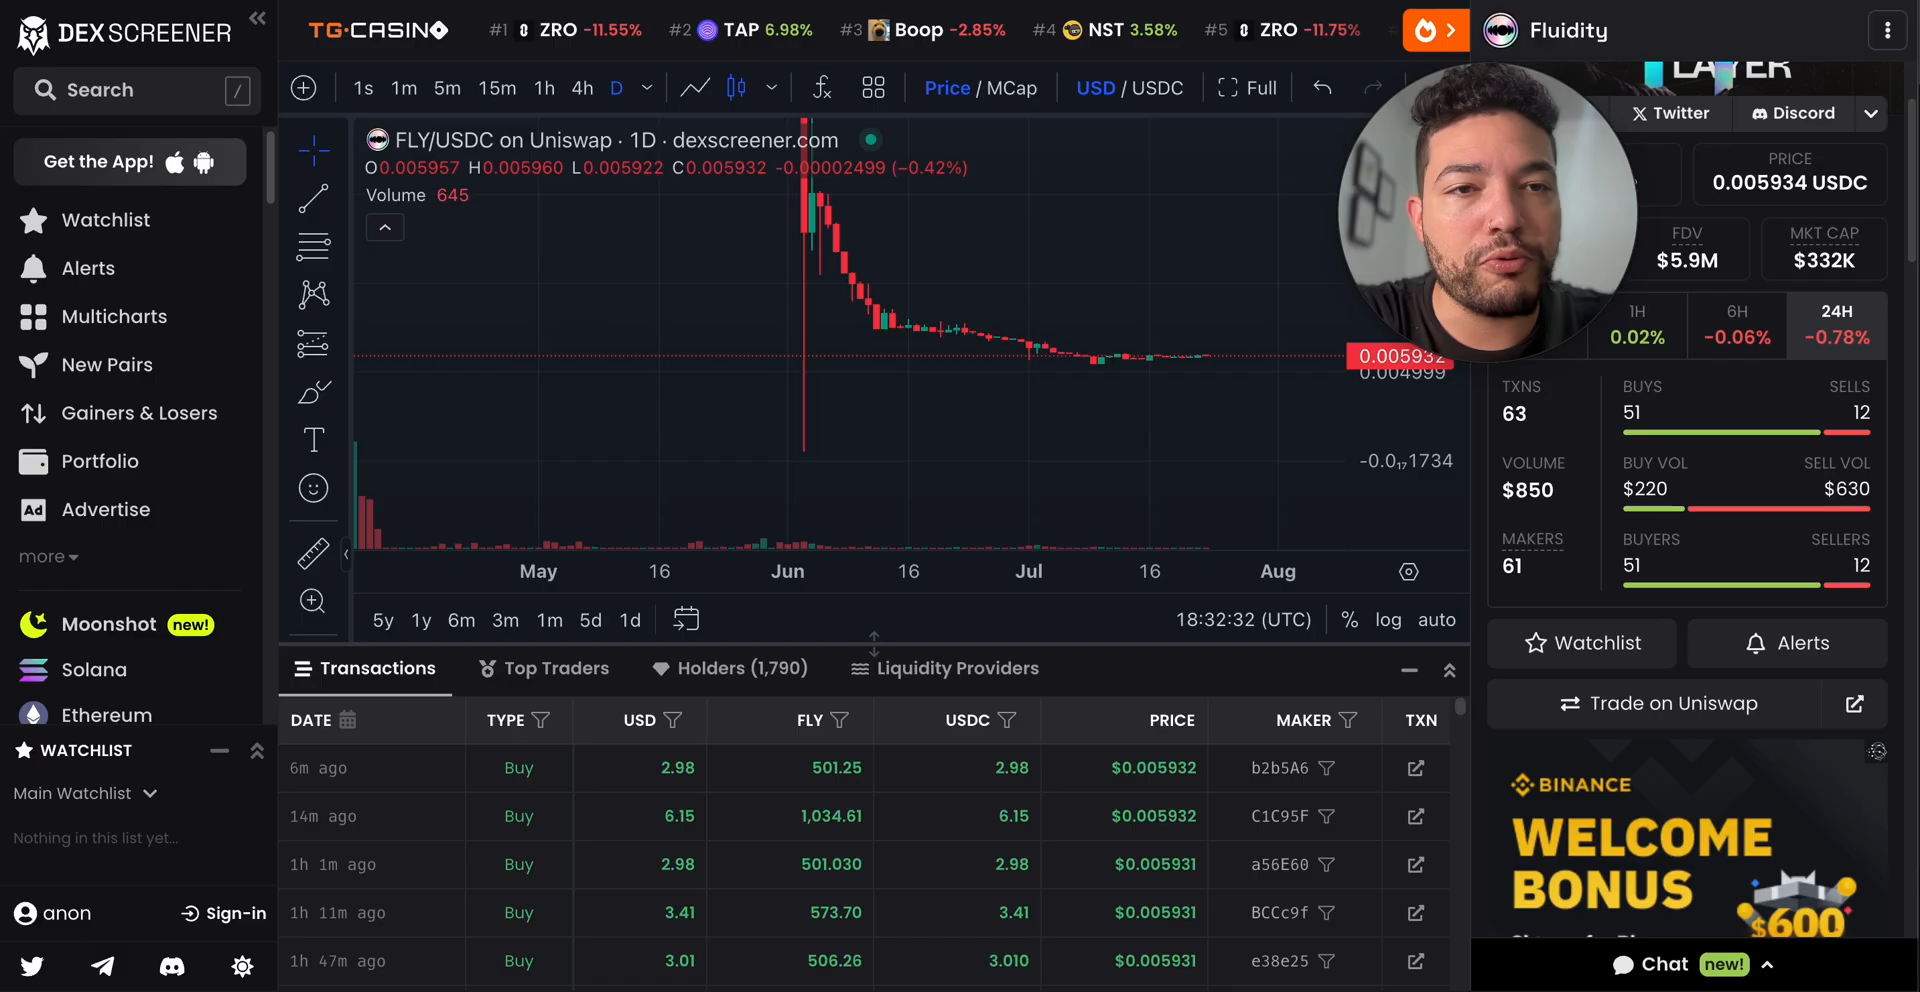 DEX SCREENER
Search /
Get the App!
Watchlist
Alerts
Multicharts
New Pairs
Gainers & Losers
Portfolio
Ad Advertise
more
Moonshot new!
Solana
Ethereum
WATCHLIST
Main Watchlist
Nothing in this list yet...
anon Sign-in
TG.CASINO #1 ZRO -11.55% #2 TAP 6.98% #3 Boop -2.85% #4 NST 3.58% #5 ZRO -11.75%
1s 1m 5m 15m 1h 4h D Price / MCap USD / USDC Full
FLY/USDC on Uniswap · 1D · dexscreener.com
O0.005957 H0.005960 L0.005922 C0.005932 -0.00002499 (-0.42%)
Volume 645
0.005932
0.004999
-0.0₁₇1734
May 16 Jun 16 Jul 16 Aug
5y 1y 6m 3m 1m 5d 1d 18:32:32 (UTC) % log auto
Transactions Top Traders Holders (1,790) Liquidity Providers
DATE TYPE USD FLY USDC PRICE MAKER TXN
6m ago Buy 2.98 501.25 2.98 $0.005932 b2b5A6
14m ago Buy 6.15 1,034.61 6.15 $0.005932 C1C95F
1h 1m ago Buy 2.98 501.030 2.98 $0.005931 a56E60
1h 11m ago Buy 3.41 573.70 3.41 $0.005931 BCCc9f
1h 47m ago Buy 3.01 506.26 3.010 $0.005931 e38e25
Fluidity
LAYER
Twitter Discord
PRICE
0.005934 USDC
FDV MKT CAP
$5.9M $332K
1H 6H 24H
0.02% -0.06% -0.78%
TXNS BUYS SELLS
63 51 12
VOLUME BUY VOL SELL VOL
$850 $220 $630
MAKERS BUYERS SELLERS
61 51 12
Watchlist Alerts
Trade on Uniswap
BINANCE
WELCOME
BONUS
$600
Chat new!